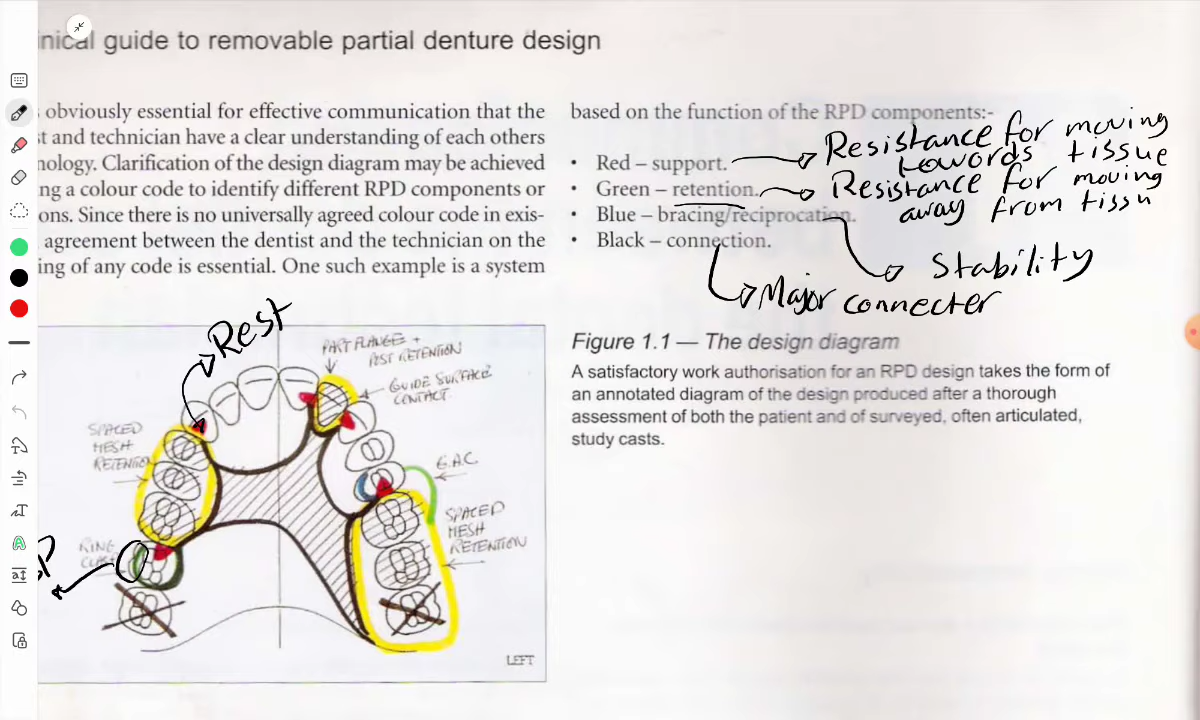 nical guide to removable partial denture design
obviously essential for effective communication that the
st and technician have a clear understanding of each others
nology. Clarification of the design diagram may be achieved
ng a colour code to identify different RPD components or
ons. Since there is no universally agreed colour code in exis-
agreement between the dentist and the technician on the
ing of any code is essential. One such example is a system
based on the function of the RPD components:-
• Red – support.
• Green – retention.
• Blue – bracing/reciprocation.
• Black – connection.
Resistance for moving
towords tissue
Resistance for moving
away from tissu
Stability
Major connecter
Rest
PART FLANGE +
POST RETENTION
GUIDE SURFACE
CONTACT
SPACED
MESH
RETENTION
G.A.C.
SPACED
MESH
RETENTION
RING
P
LEFT
Figure 1.1 — The design diagram
A satisfactory work authorisation for an RPD design takes the form of
an annotated diagram of the design produced after a thorough
assessment of both the patient and of surveyed, often articulated,
study casts.